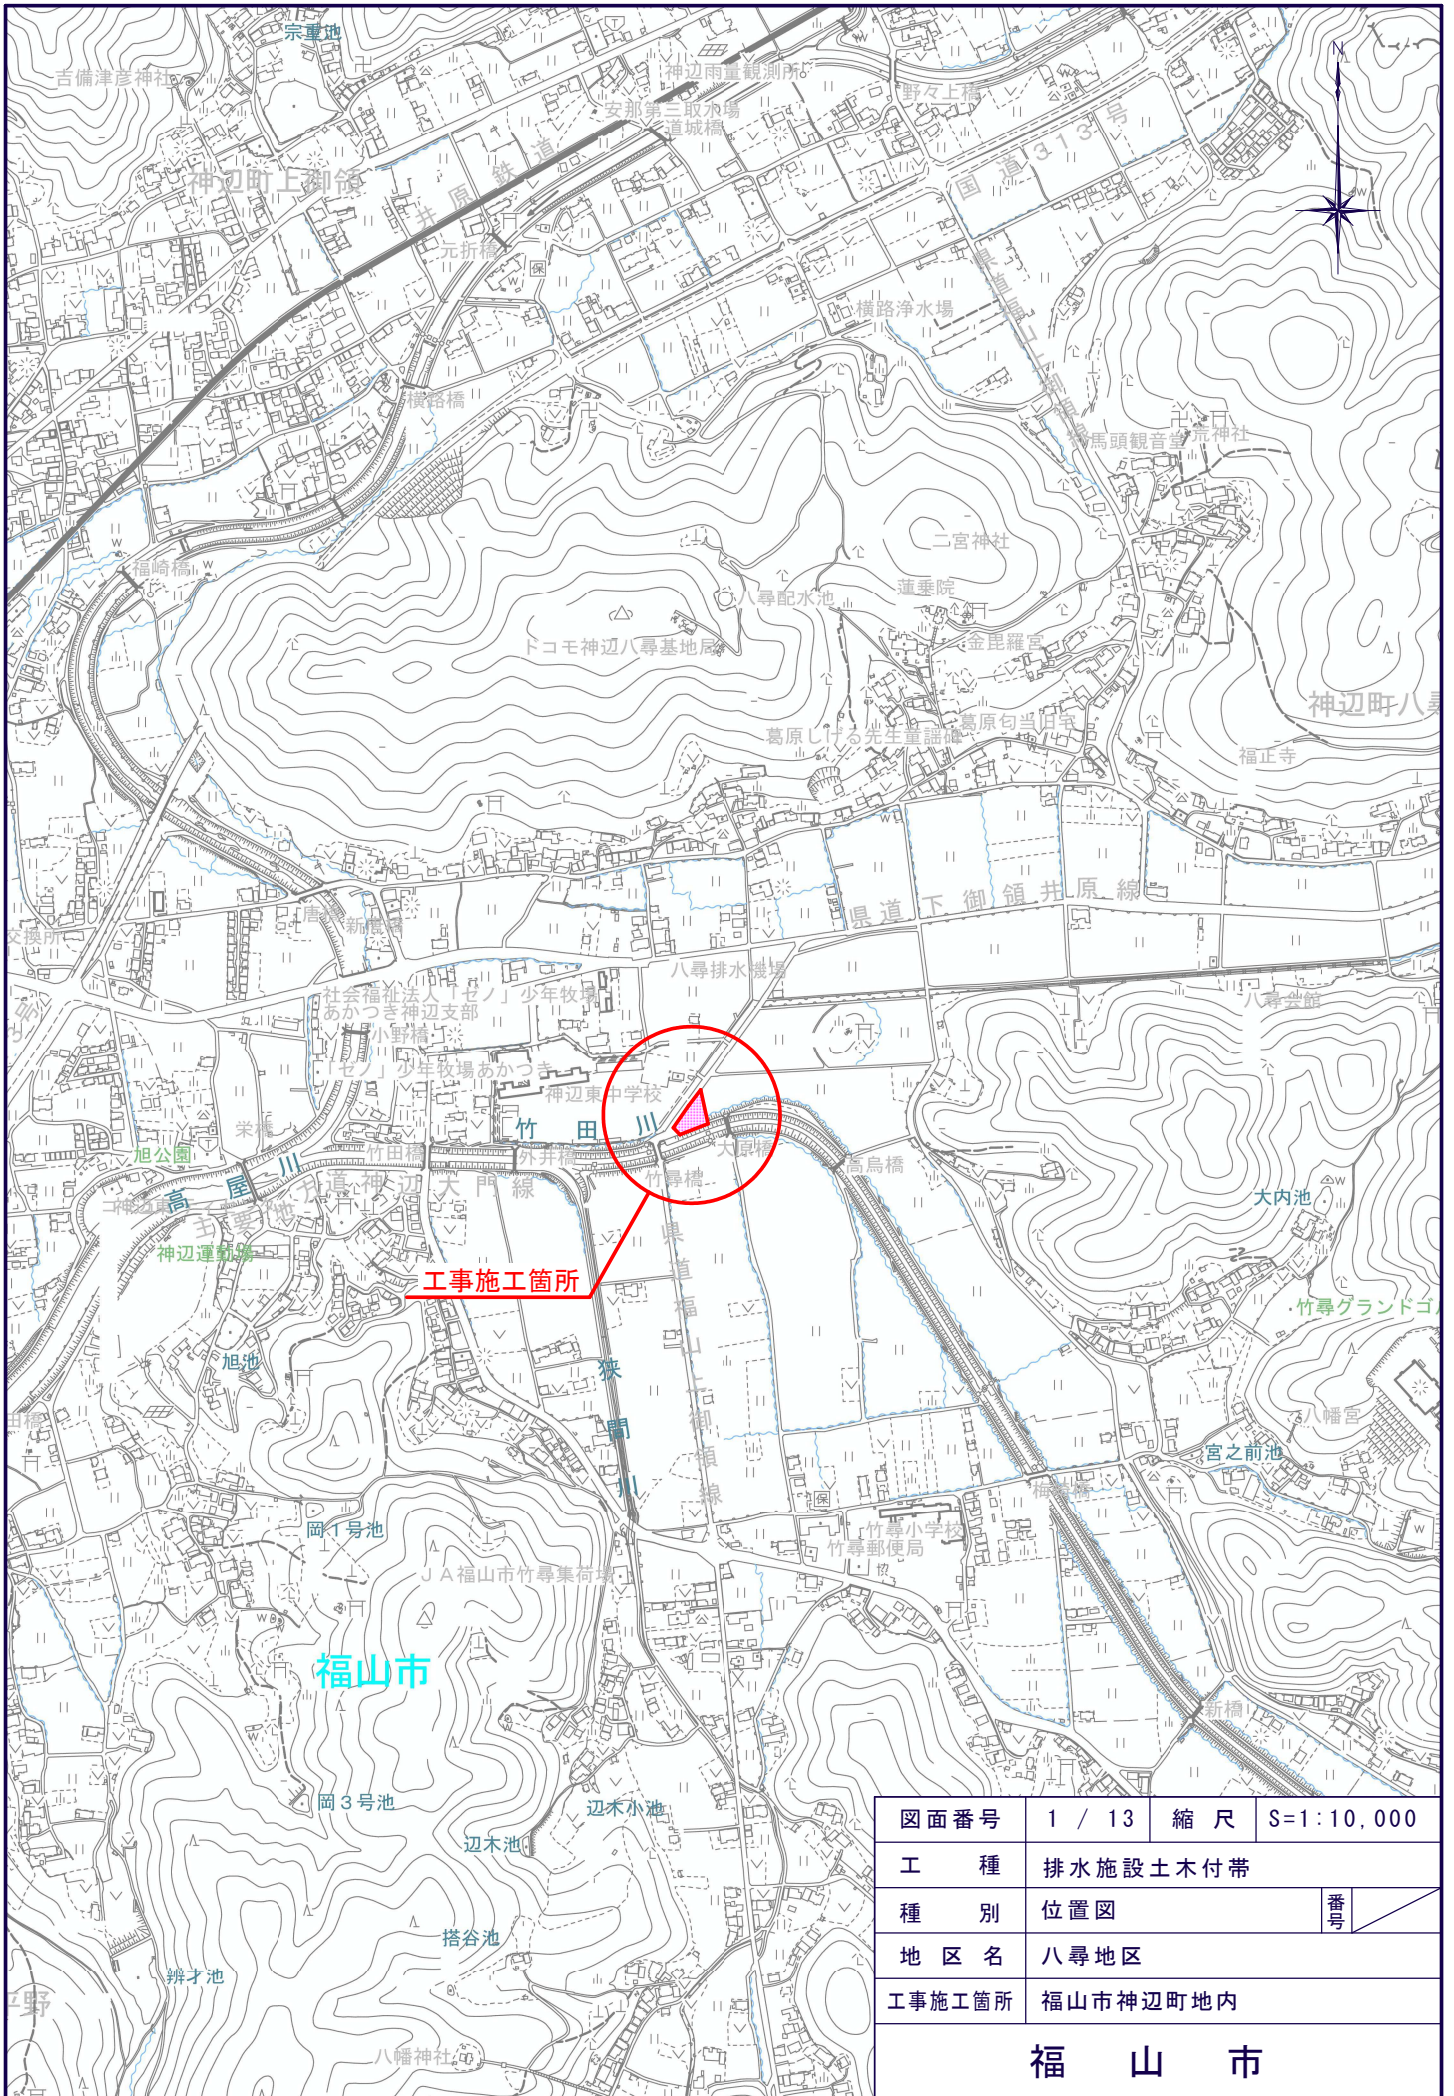 宗重池
吉備津彦神社
神辺雨量観測所
野々上橋
安那第三取水場
道城橋
神辺町上御領
井原鉄道
国道313号
元折橋
N
保
県道福山上御領線
横路浄水場
横路橋
馬頭観音堂
荒神社
福崎橋
二宮神社
八尋配水池
蓮乗院
ドコモ神辺八尋基地局
金毘羅宮
神辺町八尋
葛原しげる先生童謡碑
葛原勾当旧宅
福正寺
県道下御領井原線
唐
新
交換所
八尋排水機場
八尋会館
社会福祉法人「ゼノ」少年牧場
あかつき神辺支部
小野橋
「ゼノ」少年牧場あかつき
神辺東中学校
竹田川
栄橋
旭公園
竹田橋
外井橋
大原橋
竹尋橋
高烏橋
高屋川
道神辺大門線
主要
大内池
神辺運動場
県道福山上御領線
工事施工箇所
竹尋グランドゴル
旭池
狭間川
田橋
八幡宮
宮之前池
梅
保
岡1号池
竹尋小学校
竹尋郵便局
JA福山市竹尋集荷場
協
福山市
新橋
岡3号池
辺木小池
辺木池
搭谷池
辨才池
平野
八幡神社
図面番号 1 / 13 縮尺 S=1:10,000
工種 排水施設土木付帯
種別 位置図 番号
地区名 八尋地区
工事施工箇所 福山市神辺町地内
福山市